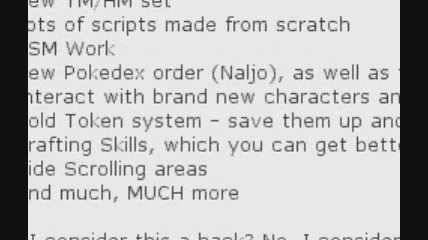 ew TM/HM set
ots of scripts made from scratch
SM Work
ew Pokedex order (Naljo), as well as
nteract with brand new characters an
old Token system - save them up and
rafting Skills, which you can get bett
ide Scrolling areas
nd much, MUCH more
I consider this a hack? No, I consider